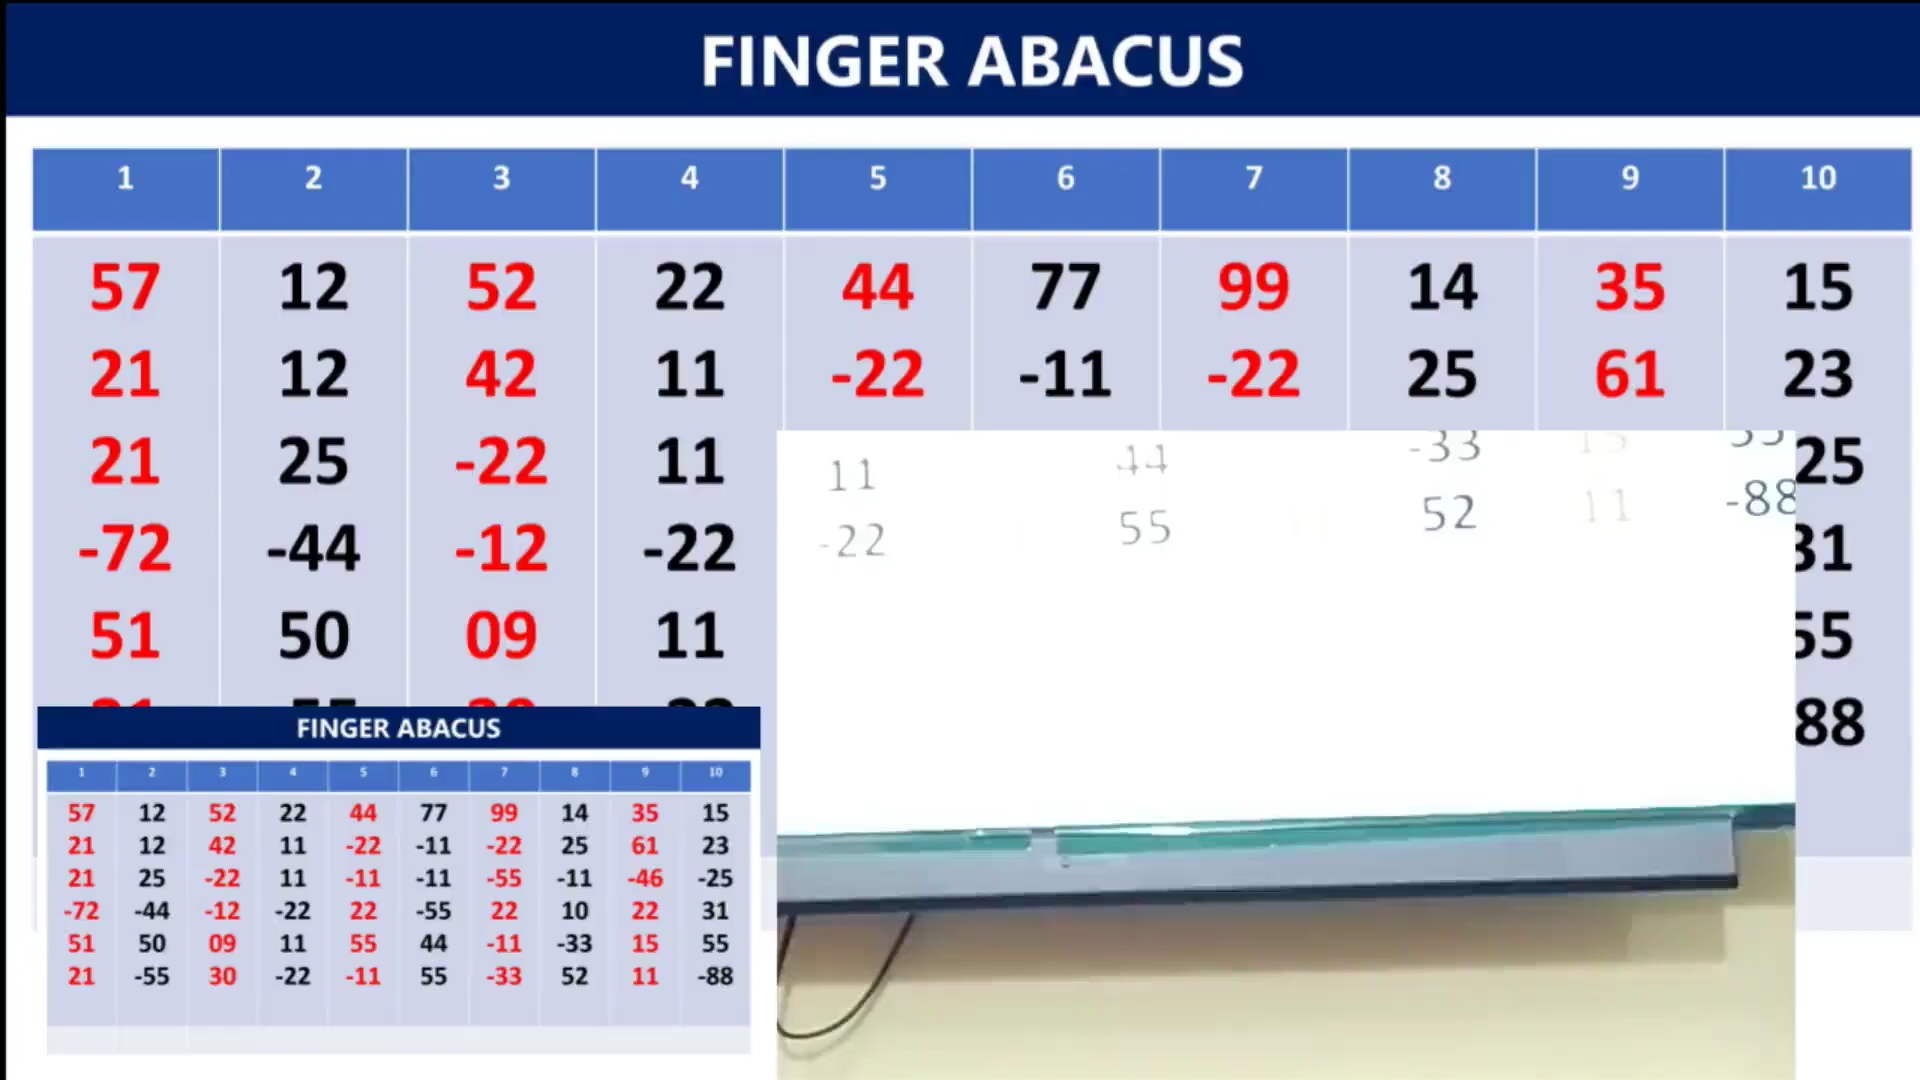 FINGER ABACUS
1 2 3 4 5 6 7 8 9 10
57 12 52 22 44 77 99 14 35 15
21 12 42 11 -22 -11 -22 25 61 23
21 25 -22 11 25
-72 -44 -12 -22 31
51 50 09 11 55
88
11 44 -33 15
-22 55 52 11 -88
FINGER ABACUS
1 2 3 4 5 6 7 8 9 10
57 12 52 22 44 77 99 14 35 15
21 12 42 11 -22 -11 -22 25 61 23
21 25 -22 11 -11 -11 -55 -11 -46 -25
-72 -44 -12 -22 22 -55 22 10 22 31
51 50 09 11 55 44 -11 -33 15 55
21 -55 30 -22 -11 55 -33 52 11 -88